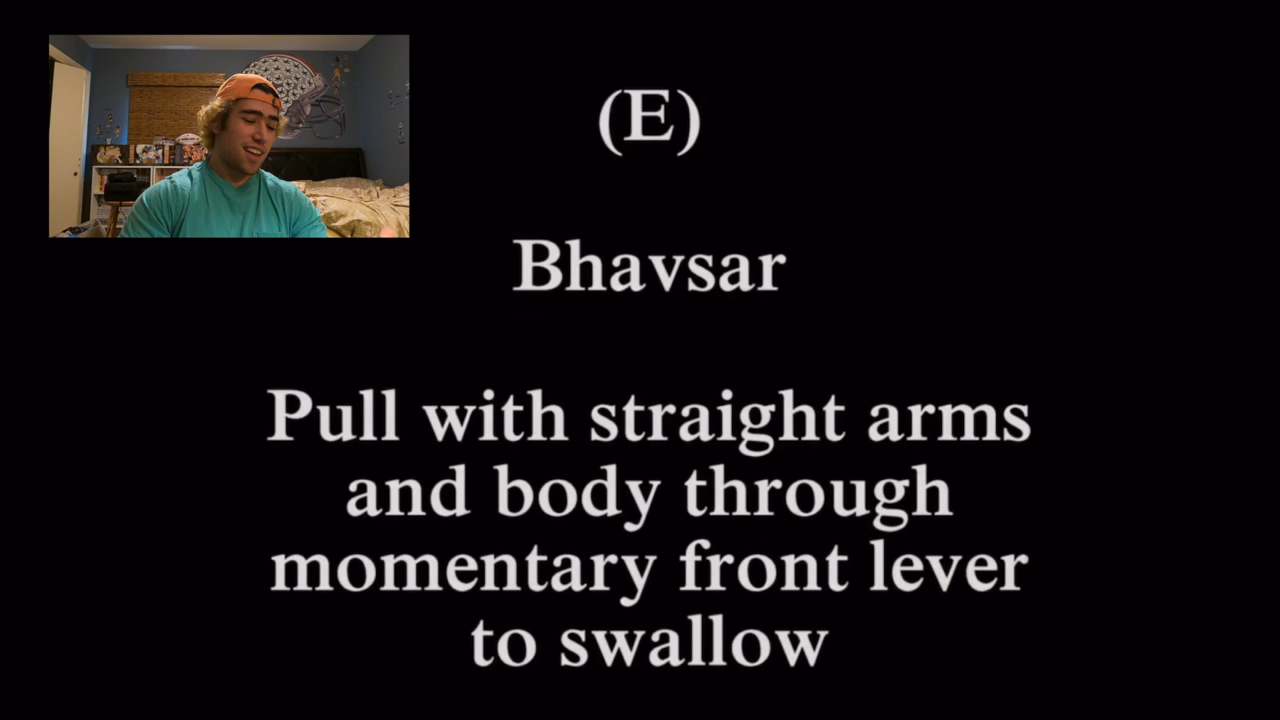 (E)
Bhavsar
Pull with straight arms
and body through
momentary front lever
to swallow